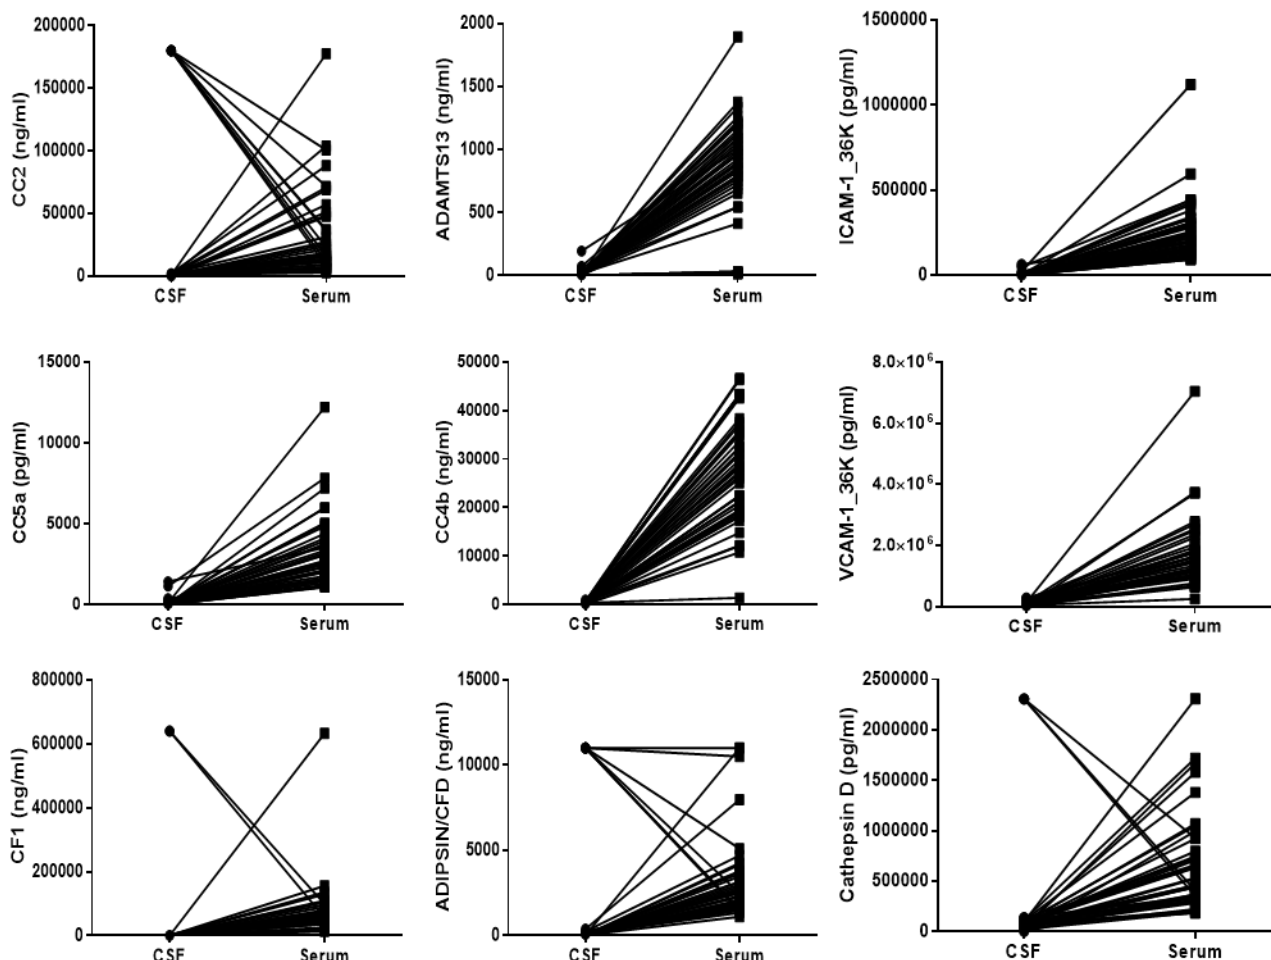 CC2 (ng/ml)
200000
150000
100000
50000
0
CSF Serum
ADAMTS13 (ng/ml)
2000
1500
1000
500
0
CSF Serum
ICAM-1_36K (pg/ml)
1500000
1000000
500000
0
CSF Serum
CC5a (pg/ml)
15000
10000
5000
0
CSF Serum
CC4b (ng/ml)
50000
40000
30000
20000
10000
0
CSF Serum
VCAM-1_36K (pg/ml)
8.0×10⁶
6.0×10⁶
4.0×10⁶
2.0×10⁶
0
CSF Serum
CF1 (ng/ml)
800000
600000
400000
200000
0
CSF Serum
ADIPSIN/CFD (ng/ml)
15000
10000
5000
0
CSF Serum
Cathepsin D (pg/ml)
2500000
2000000
1500000
1000000
500000
0
CSF Serum